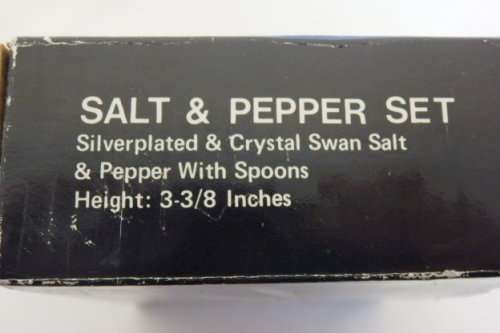 SALT & PEPPER SET
Silverplated & Crystal Swan Salt
& Pepper With Spoons
Height: 3-3/8 Inches